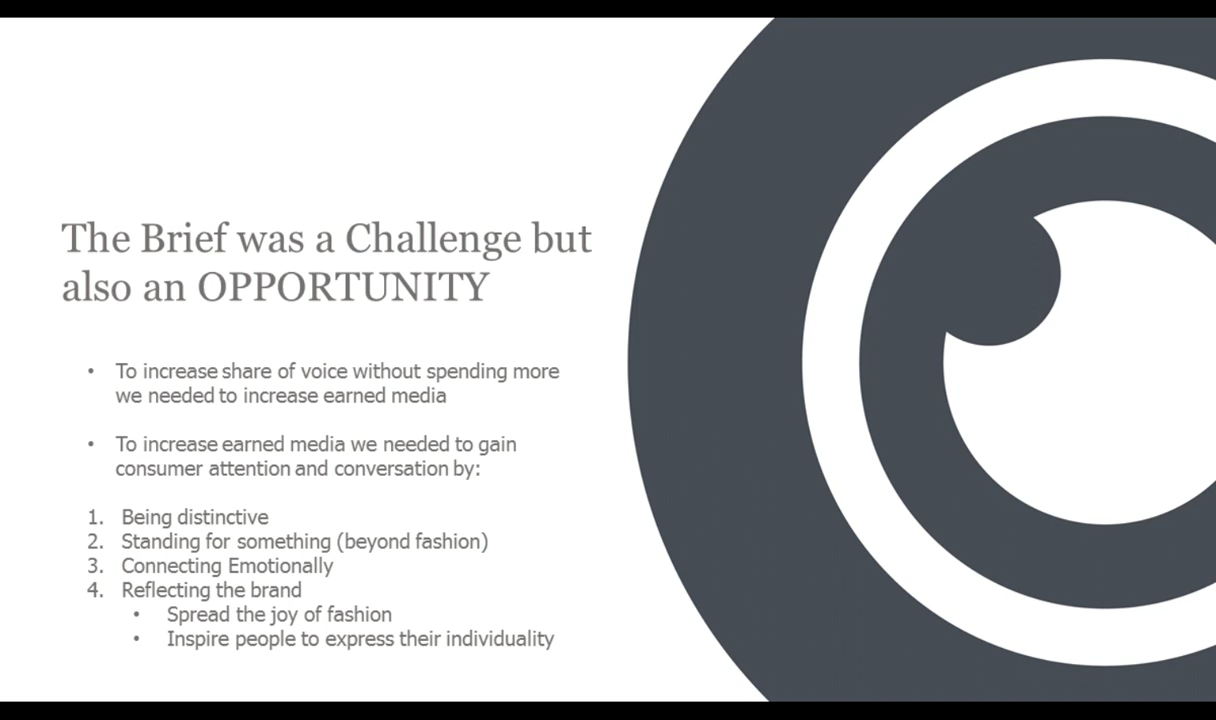 The Brief was a Challenge but
also an OPPORTUNITY
• To increase share of voice without spending more
we needed to increase earned media
• To increase earned media we needed to gain
consumer attention and conversation by:
1. Being distinctive
2. Standing for something (beyond fashion)
3. Connecting Emotionally
4. Reflecting the brand
• Spread the joy of fashion
• Inspire people to express their individuality